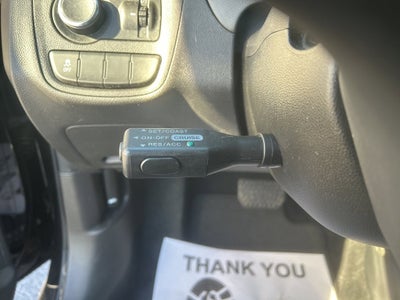 SET/COAST
ON-OFF CRUISE
RES/ACC
THANK YOU